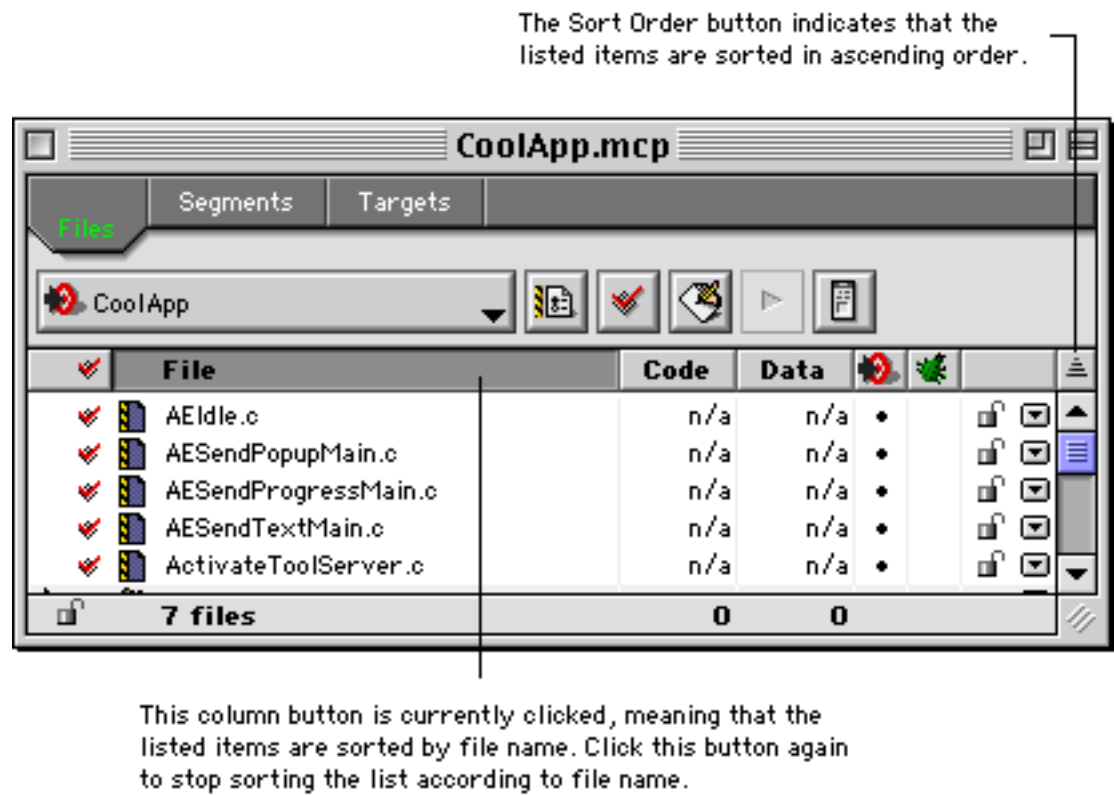 The Sort Order button indicates that the
listed items are sorted in ascending order.
CoolApp.mcp
Files Segments Targets
CoolApp
File Code Data
AEIdle.c n/a n/a •
AESendPopupMain.c n/a n/a •
AESendProgressMain.c n/a n/a •
AESendTextMain.c n/a n/a •
ActivateToolServer.c n/a n/a •
7 files 0 0
This column button is currently clicked, meaning that the
listed items are sorted by file name. Click this button again
to stop sorting the list according to file name.